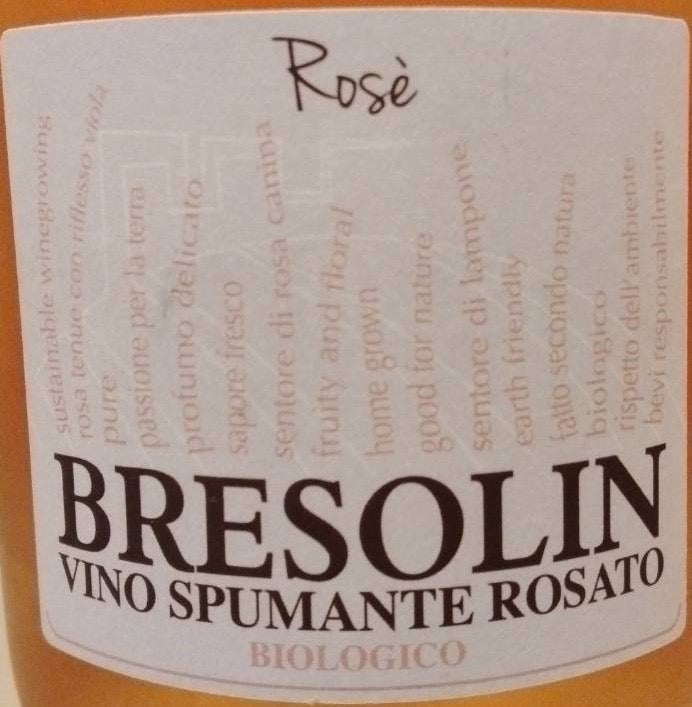 Rosè
sustainable winegrowing
rosa tenue con riflesso viola
pure
passione per la terra
profumo delicato
sapore fresco
sentore di rosa canina
fruity and floral
home grown
good for nature
sentore di lampone
earth friendly
fatto secondo natura
biologico
rispetto dell'ambiente
bevi responsabilmente
BRESOLIN
VINO SPUMANTE ROSATO
BIOLOGICO